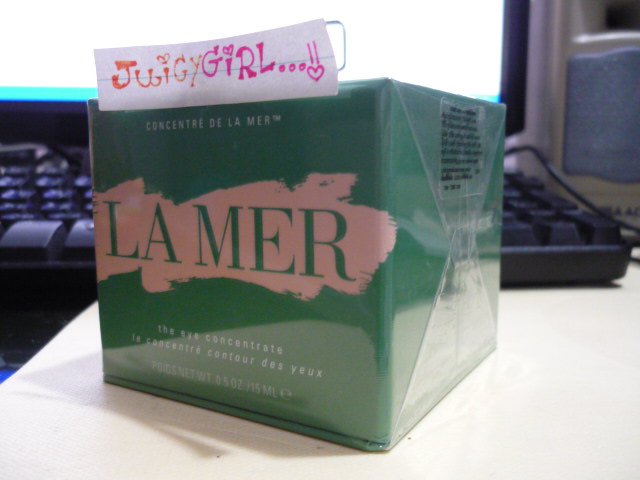 JUiCYGiRL...!!
CONCENTRÉ DE LA MER™
LA MER
the eye concentrate
le concentré contour des yeux
POIDS NET WT. 0.5 OZ./15 ML ℮